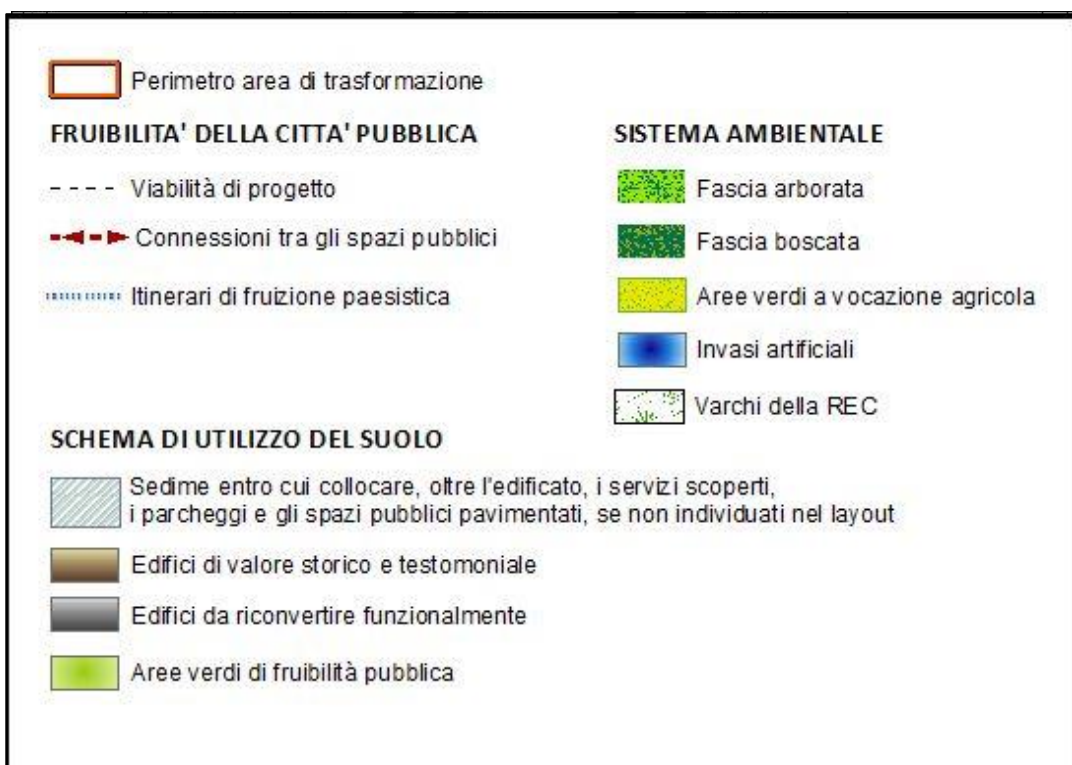 Perimetro area di trasformazione
FRUIBILITA' DELLA CITTA' PUBBLICA
Viabilità di progetto
Connessioni tra gli spazi pubblici
Itinerari di fruizione paesistica
SISTEMA AMBIENTALE
Fascia arborata
Fascia boscata
Aree verdi a vocazione agricola
Invasi artificiali
Varchi della REC
SCHEMA DI UTILIZZO DEL SUOLO
Sedime entro cui collocare, oltre l'edificato, i servizi scoperti,
i parcheggi e gli spazi pubblici pavimentati, se non individuati nel layout
Edifici di valore storico e testimoniale
Edifici da riconvertire funzionalmente
Aree verdi di fruibilità pubblica